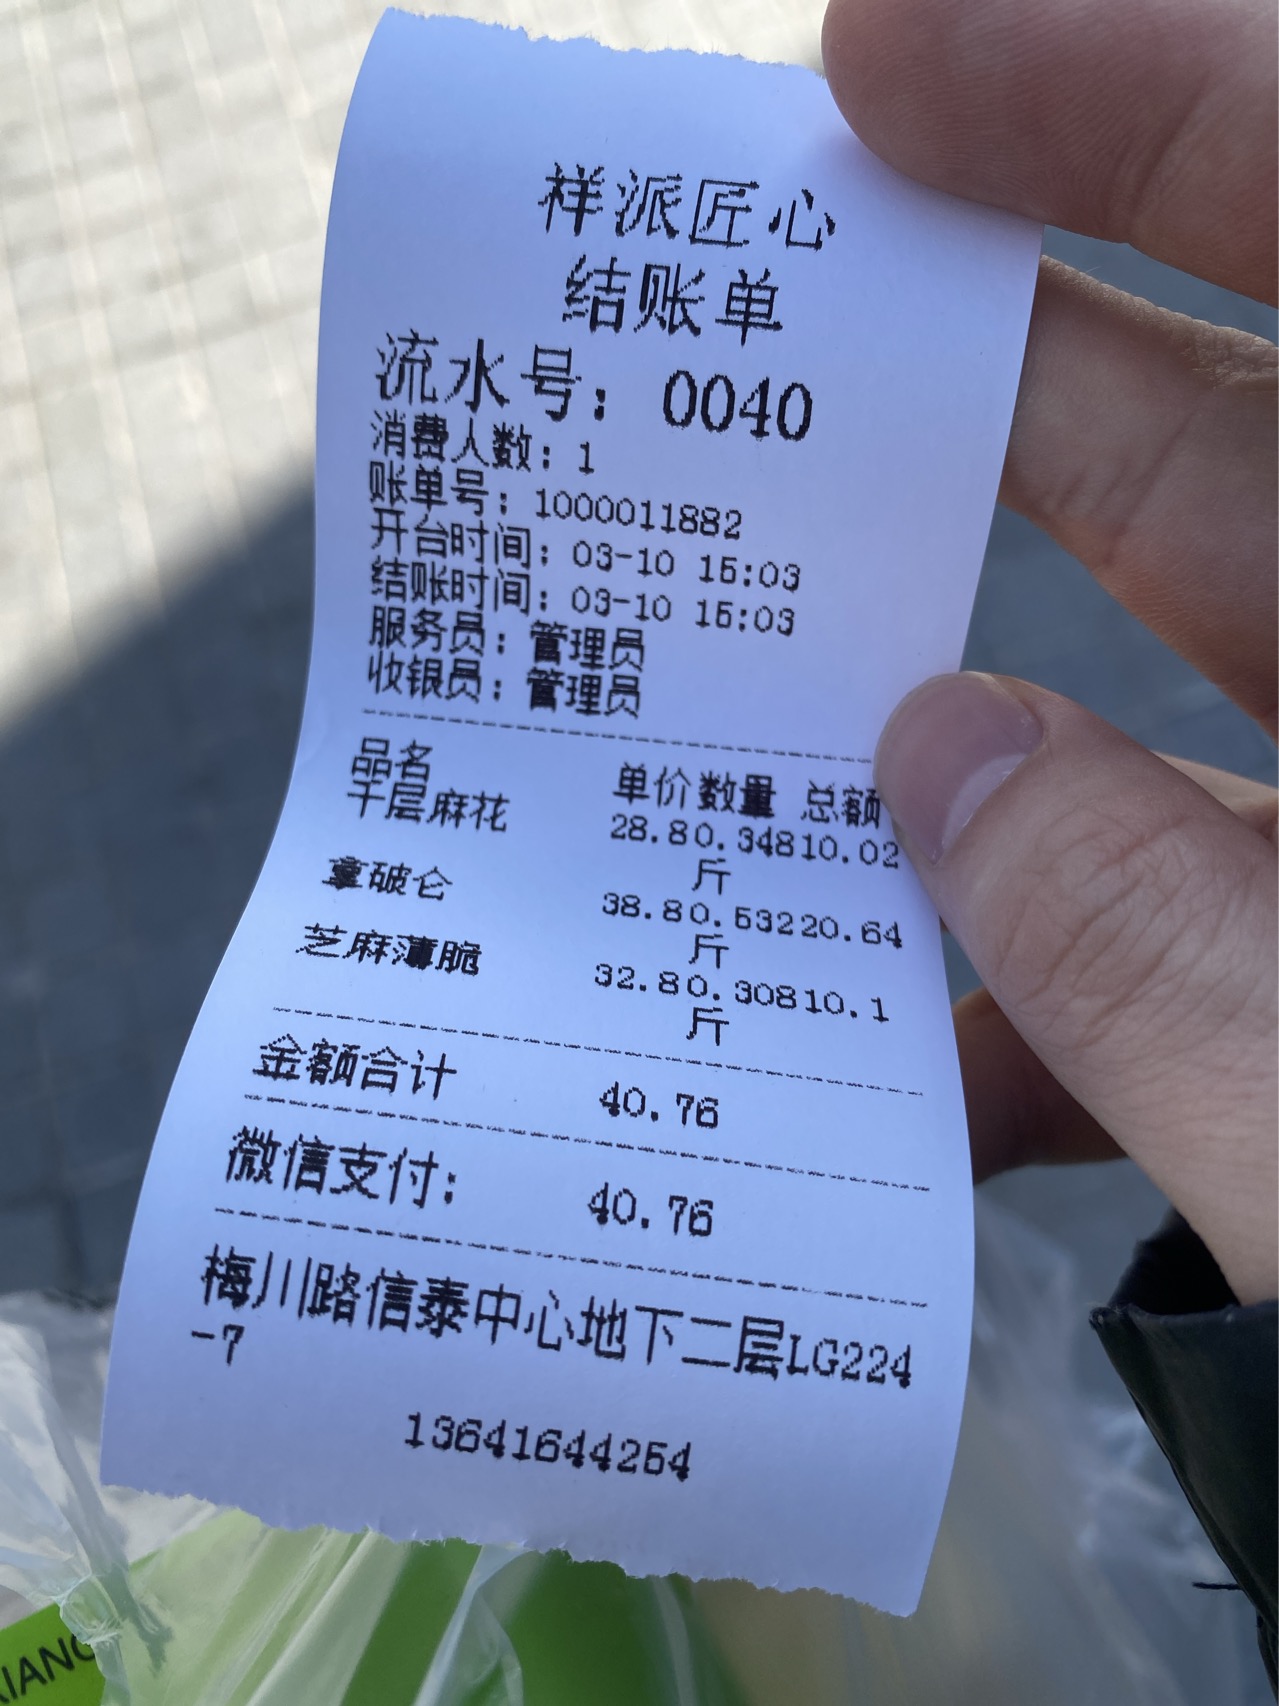 样派匠心
结账单
流水号：0040
消费人数：1
账单号：1000011882
开台时间：03-10 15:03
结账时间：03-10 15:03
服务员：管理员
收银员：管理员
品名 单价数量 总额
千层麻花 28.80.34810.02
斤
拿破仑 38.80.53220.64
斤
芝麻薄脆 32.80.30810.1
斤
金额合计 40.76
微信支付： 40.76
梅川路信泰中心地下二层LG224
-7
13641644254
IANG